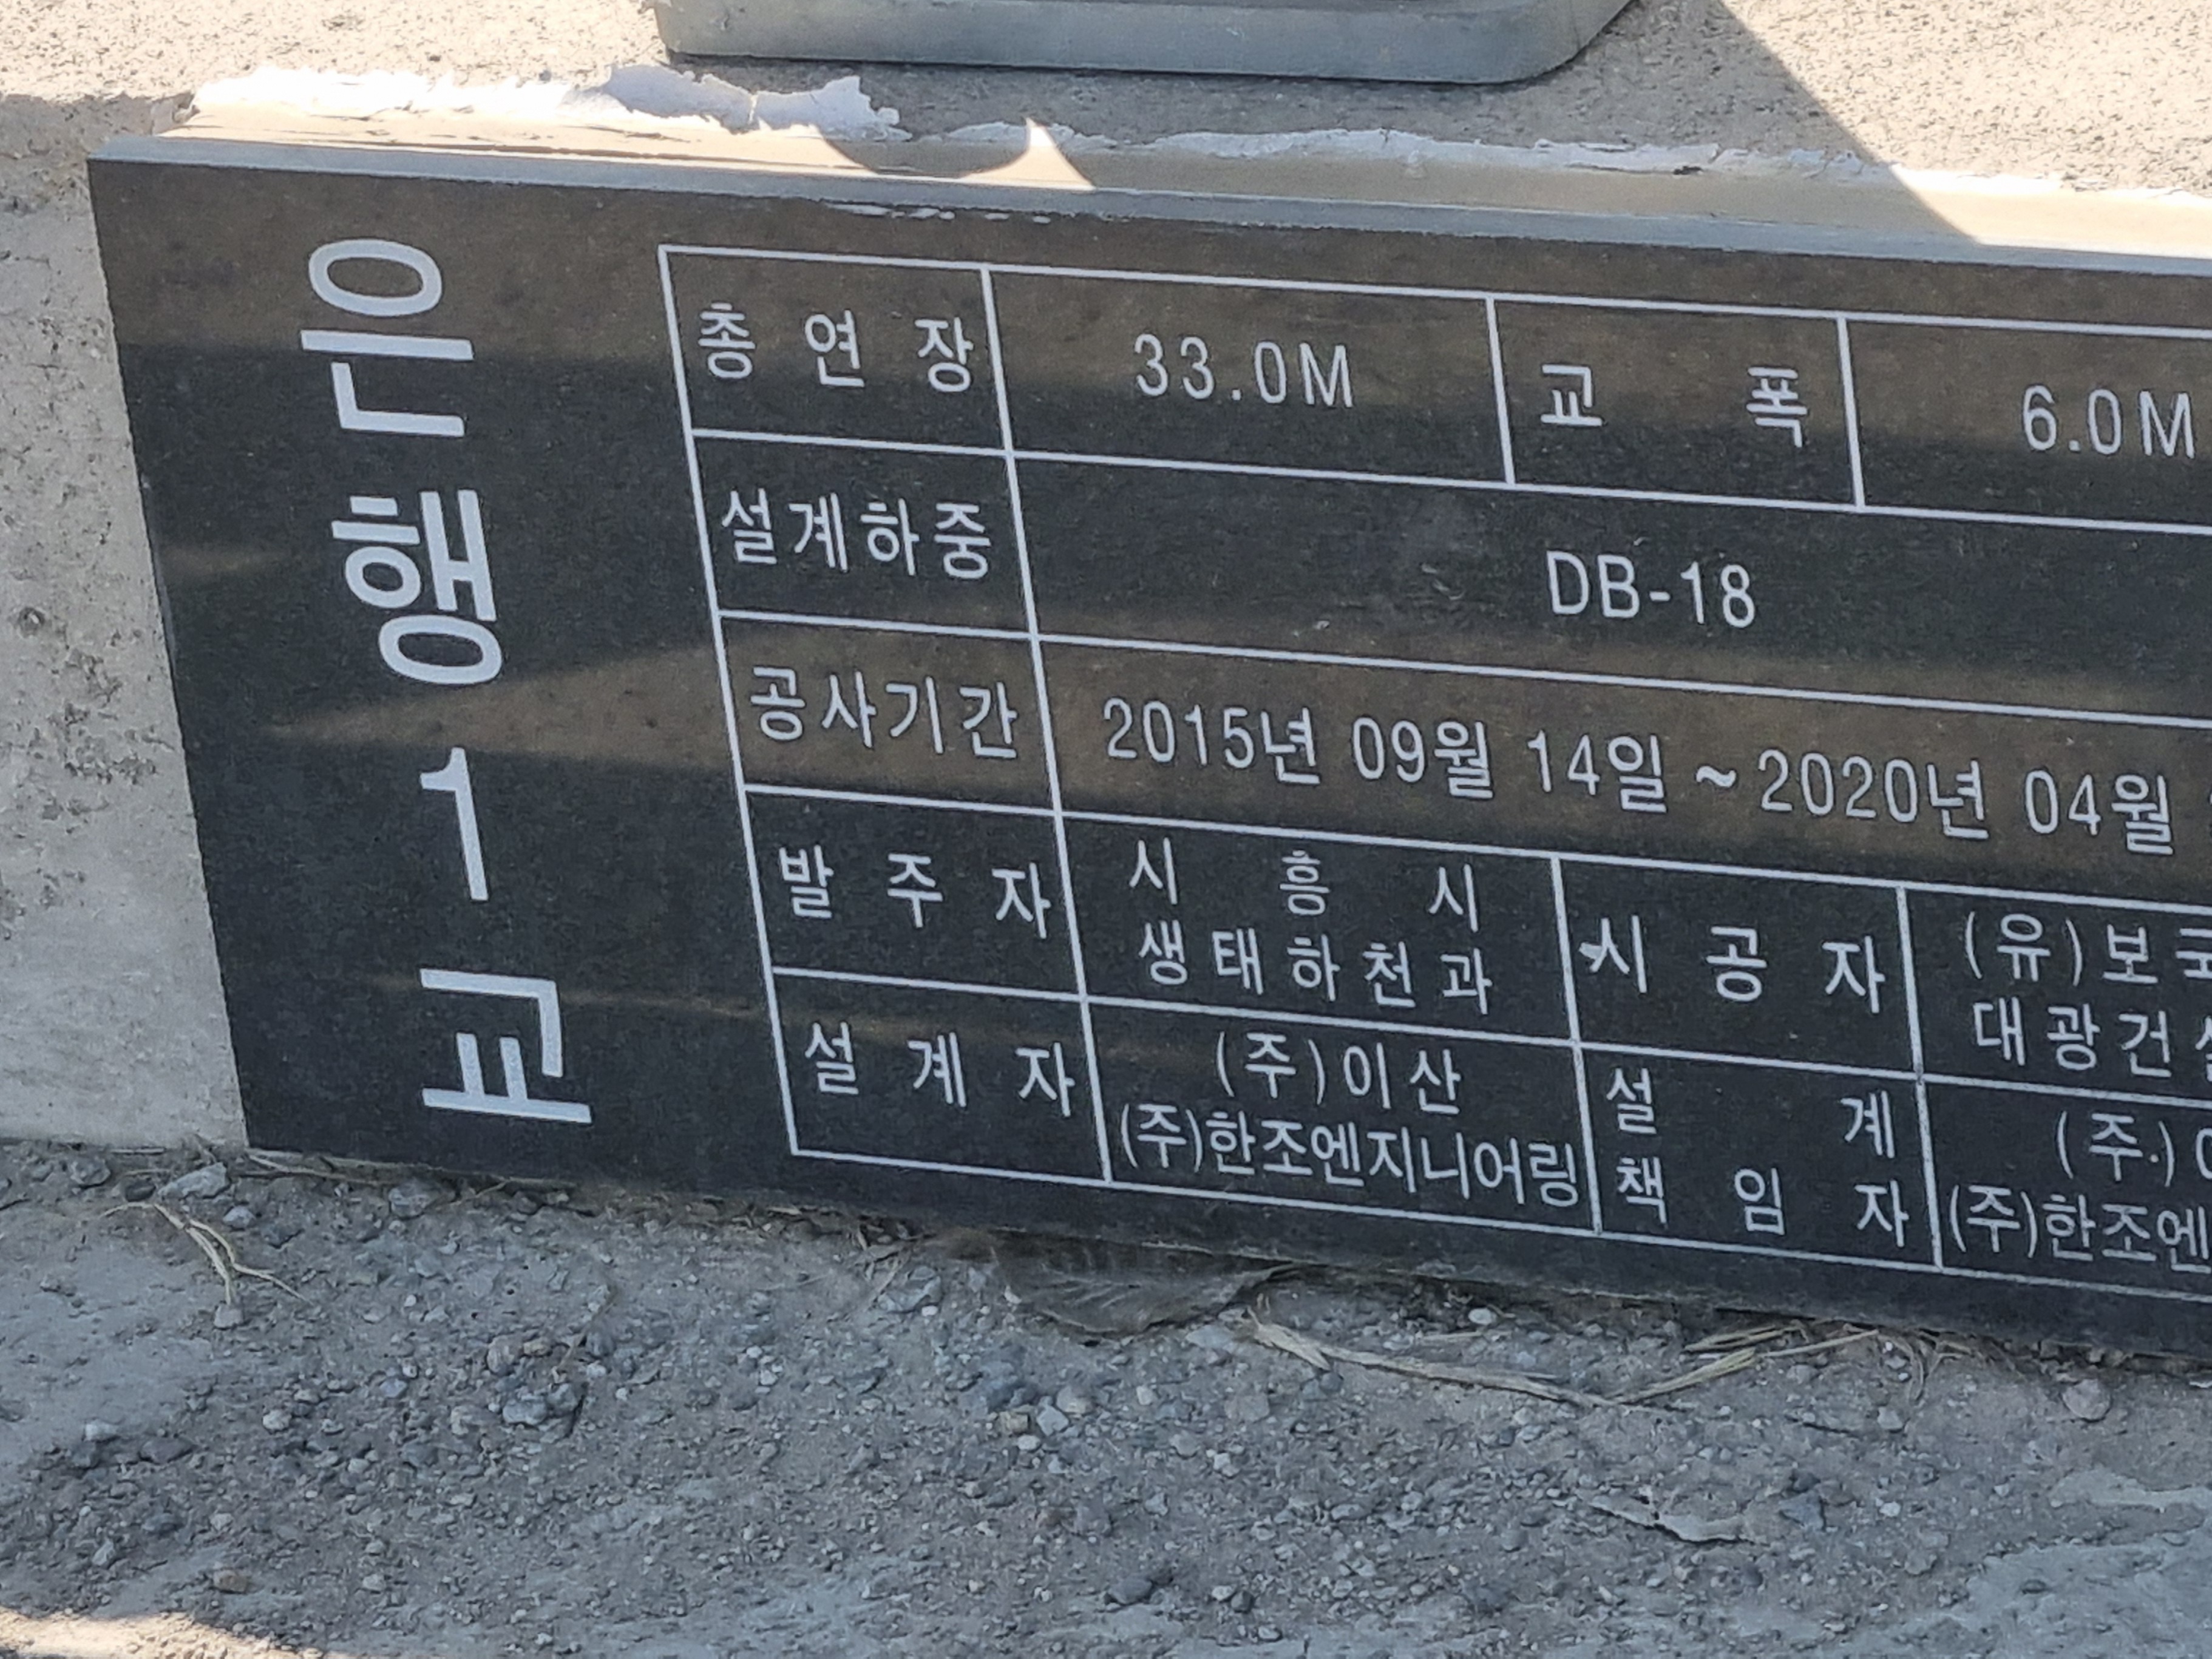 은행1교
총 연 장 33.0M 교 폭 6.0M
설계하중 DB-18
공사기간 2015년 09월 14일 ~ 2020년 04월
발 주 자
시 흥 시
생태하천과
시 공 자
(유)보
대광건
설 계 자
(주)이산
(주)한조엔지니어링
설 계
책 임 자
(주)
(주)한조엔